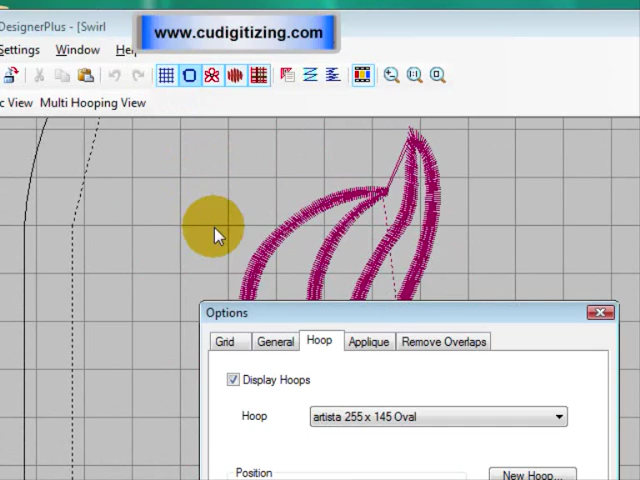 DesignerPlus - [Swirl
www.cudigitizing.com
Settings Window Help
c View Multi Hooping View
Options
Grid General Hoop Applique Remove Overlaps
Display Hoops
Hoop artista 255 x 145 Oval
Position New Hoop...